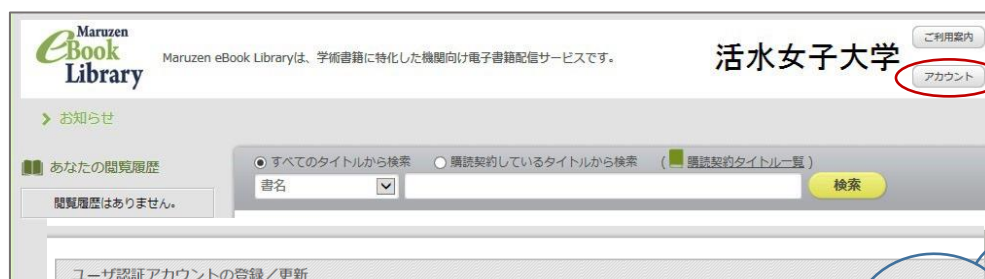 Maruzen
eBook
Library
Maruzen eBook Libraryは、学術書籍に特化した機関向け電子書籍配信サービスです。
活水女子大学
ご利用案内
アカウント
> お知らせ
あなたの閲覧履歴
閲覧履歴はありません。
すべてのタイトルから検索 購読契約しているタイトルから検索 ( 購読契約タイトル一覧 )
書名
検索
ユーザ認証アカウントの登録／更新